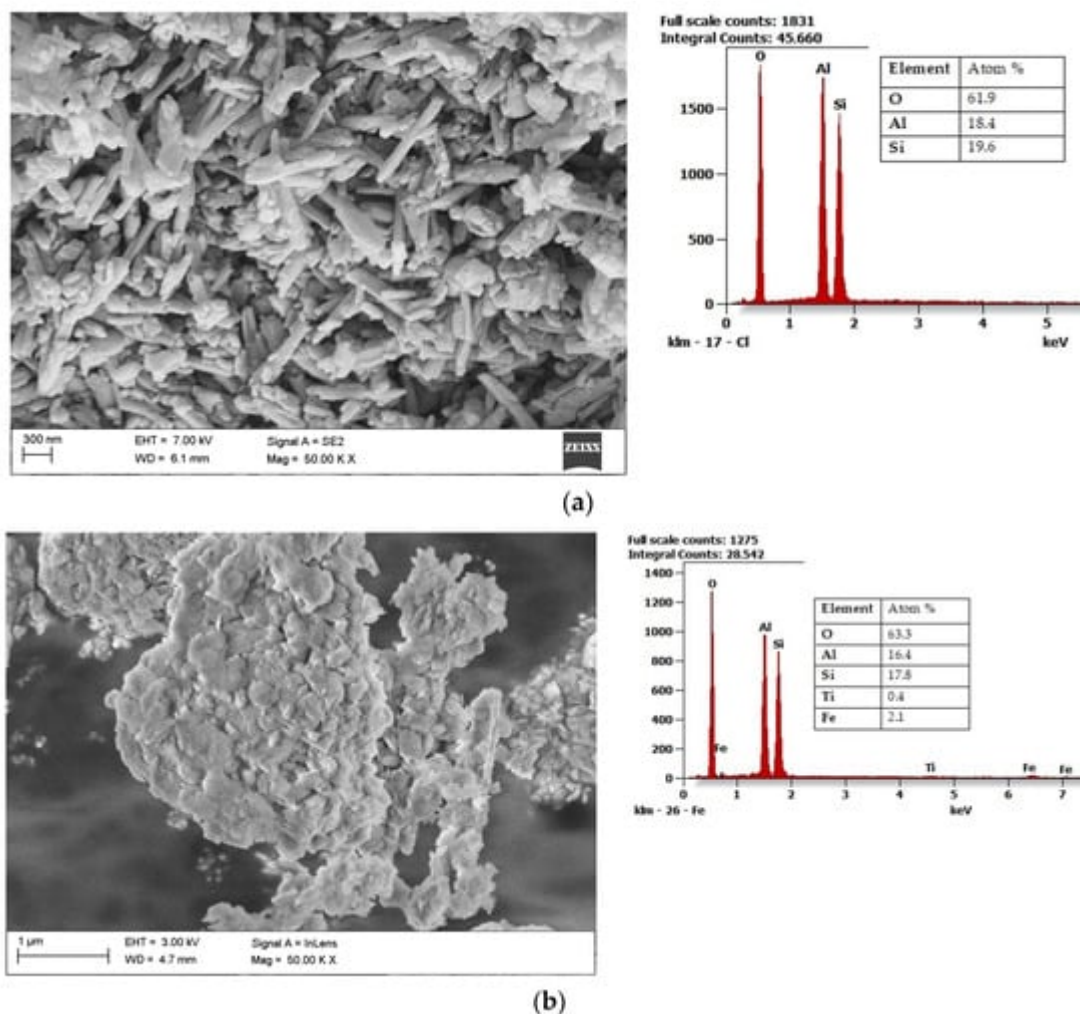 Full scale counts: 1831
Integral Counts: 45.660
O
Al
Si
Element Atom %
O 61.9
Al 18.4
Si 19.6
1500
1000
500
0
0 1 2 3 4 5
klm - 17 - Cl keV
300 nm EHT = 7.00 kV Signal A = SE2
WD = 6.1 mm Mag = 50.00 K X
ZEISS
(a)
Full scale counts: 1275
Integral Counts: 28.542
1400
1200
1000
800
600
400
200
0
O
Al
Si
Fe
Ti
Fe
Fe
Element Atom %
O 63.3
Al 16.4
Si 17.8
Ti 0.4
Fe 2.1
0 1 2 3 4 5 6 7
klm - 26 - Fe keV
1 µm EHT = 3.00 kV Signal A = InLens
WD = 4.7 mm Mag = 50.00 K X
(b)